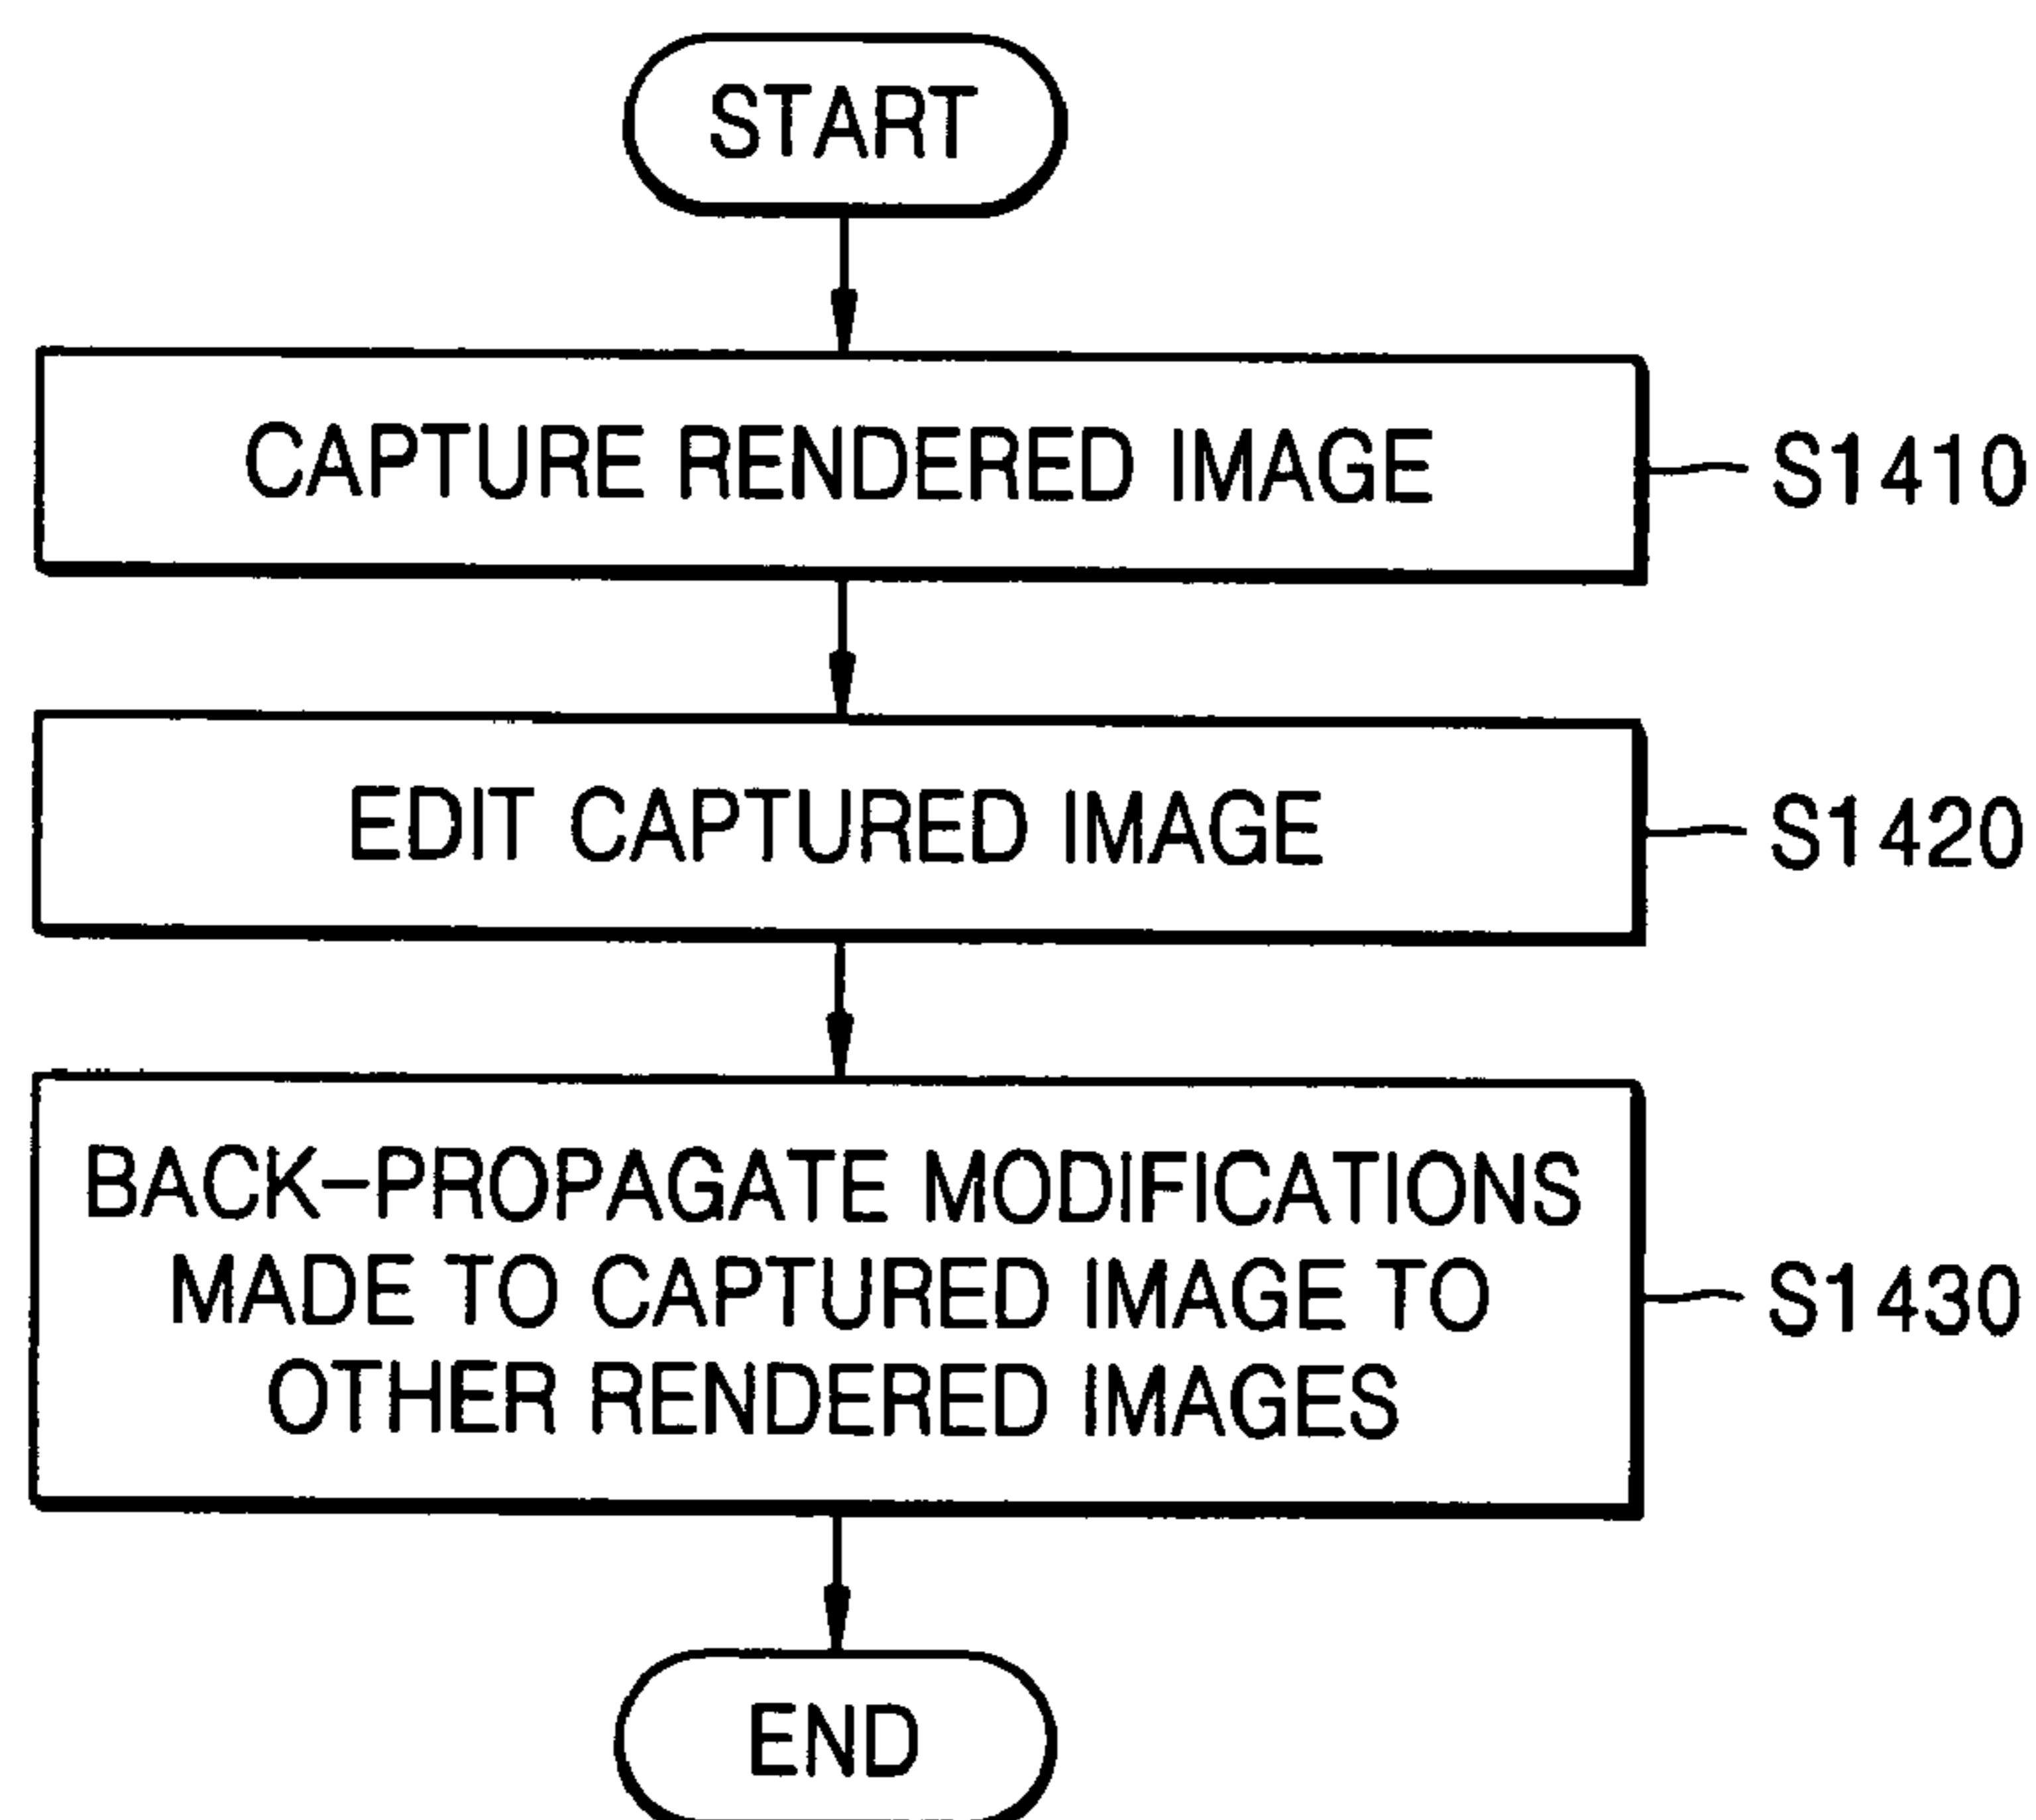 START
CAPTURE RENDERED IMAGE
S1410
EDIT CAPTURED IMAGE
S1420
BACK-PROPAGATE MODIFICATIONS
MADE TO CAPTURED IMAGE TO
OTHER RENDERED IMAGES
S1430
END